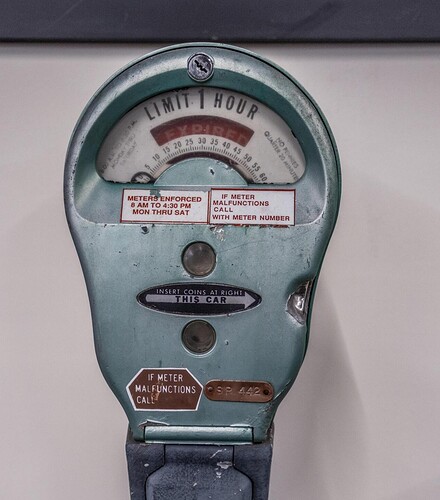 LIMIT 1 HOUR
EXPIRED
5 10 15 20 25 30 35 40 45 50 55 60
METERS ENFORCED
8 AM TO 4:30 PM
MON THRU SAT
IF METER
MALFUNCTIONS
CALL
WITH METER NUMBER
INSERT COINS AT RIGHT
THIS CAR
IF METER
MALFUNCTIONS
CALL
SP 442